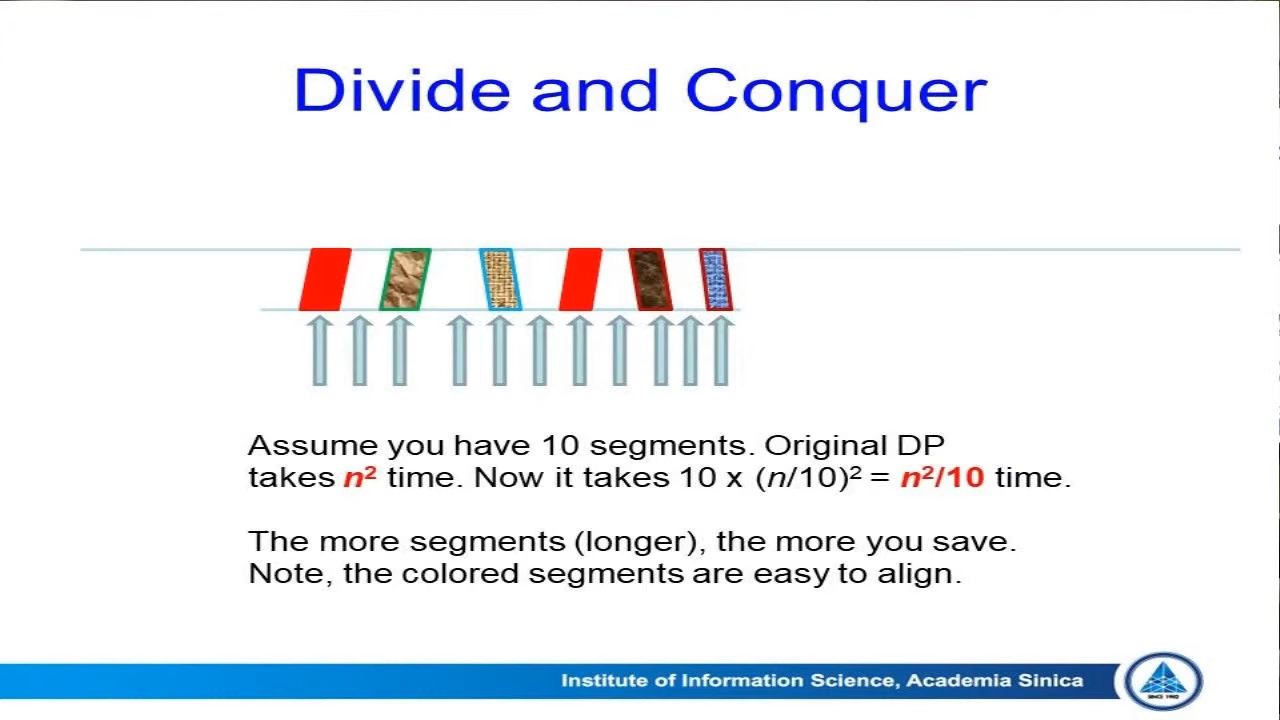 Divide and Conquer
Assume you have 10 segments. Original DP
takes n² time. Now it takes 10 x (n/10)² = n²/10 time.
The more segments (longer), the more you save.
Note, the colored segments are easy to align.
Institute of Information Science, Academia Sinica
SINCE 1982